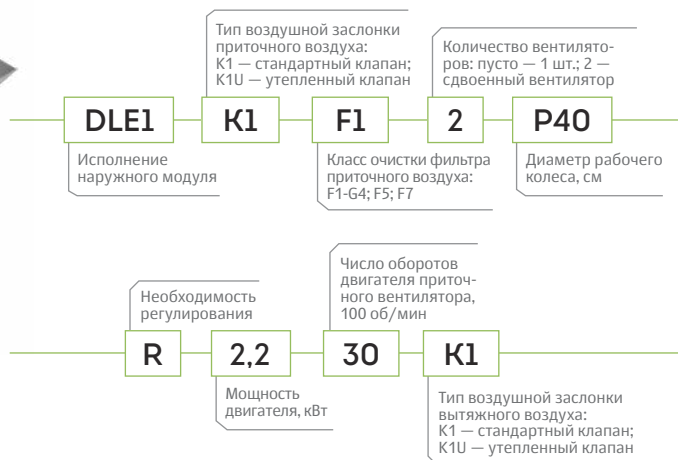 Тип воздушной заслонки
приточного воздуха:
К1 — стандартный клапан;
K1U — утепленный клапан
Количество вентилято-
ров: пусто — 1 шт.; 2 —
сдвоенный вентилятор
DLE1
К1
F1
2
P40
Исполнение
наружного модуля
Класс очистки фильтра
приточного воздуха:
F1-G4; F5; F7
Диаметр рабочего
колеса, см
Необходимость
регулирования
Число оборотов
двигателя приточ-
ного вентилятора,
100 об/мин
R
2,2
30
К1
Мощность
двигателя, кВт
Тип воздушной заслонки
вытяжного воздуха:
К1 — стандартный клапан;
K1U — утепленный клапан